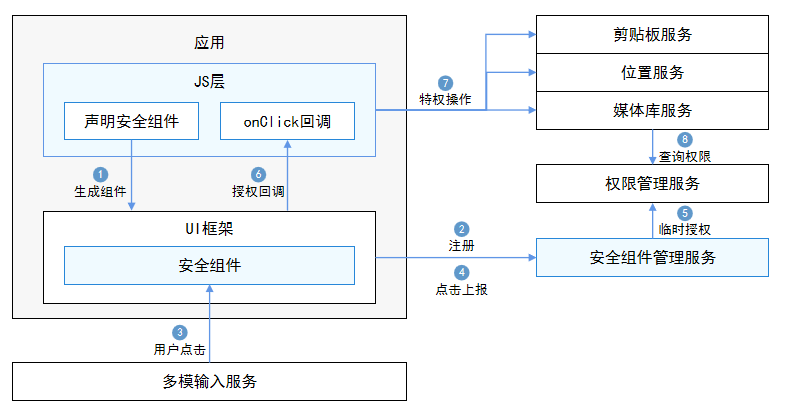 应用
JS层
声明安全组件
onClick回调
1
生成组件
6
授权回调
UI框架
安全组件
3
用户点击
多模输入服务
7
特权操作
2
注册
4
点击上报
剪贴板服务
位置服务
媒体库服务
8
查询权限
权限管理服务
5
临时授权
安全组件管理服务